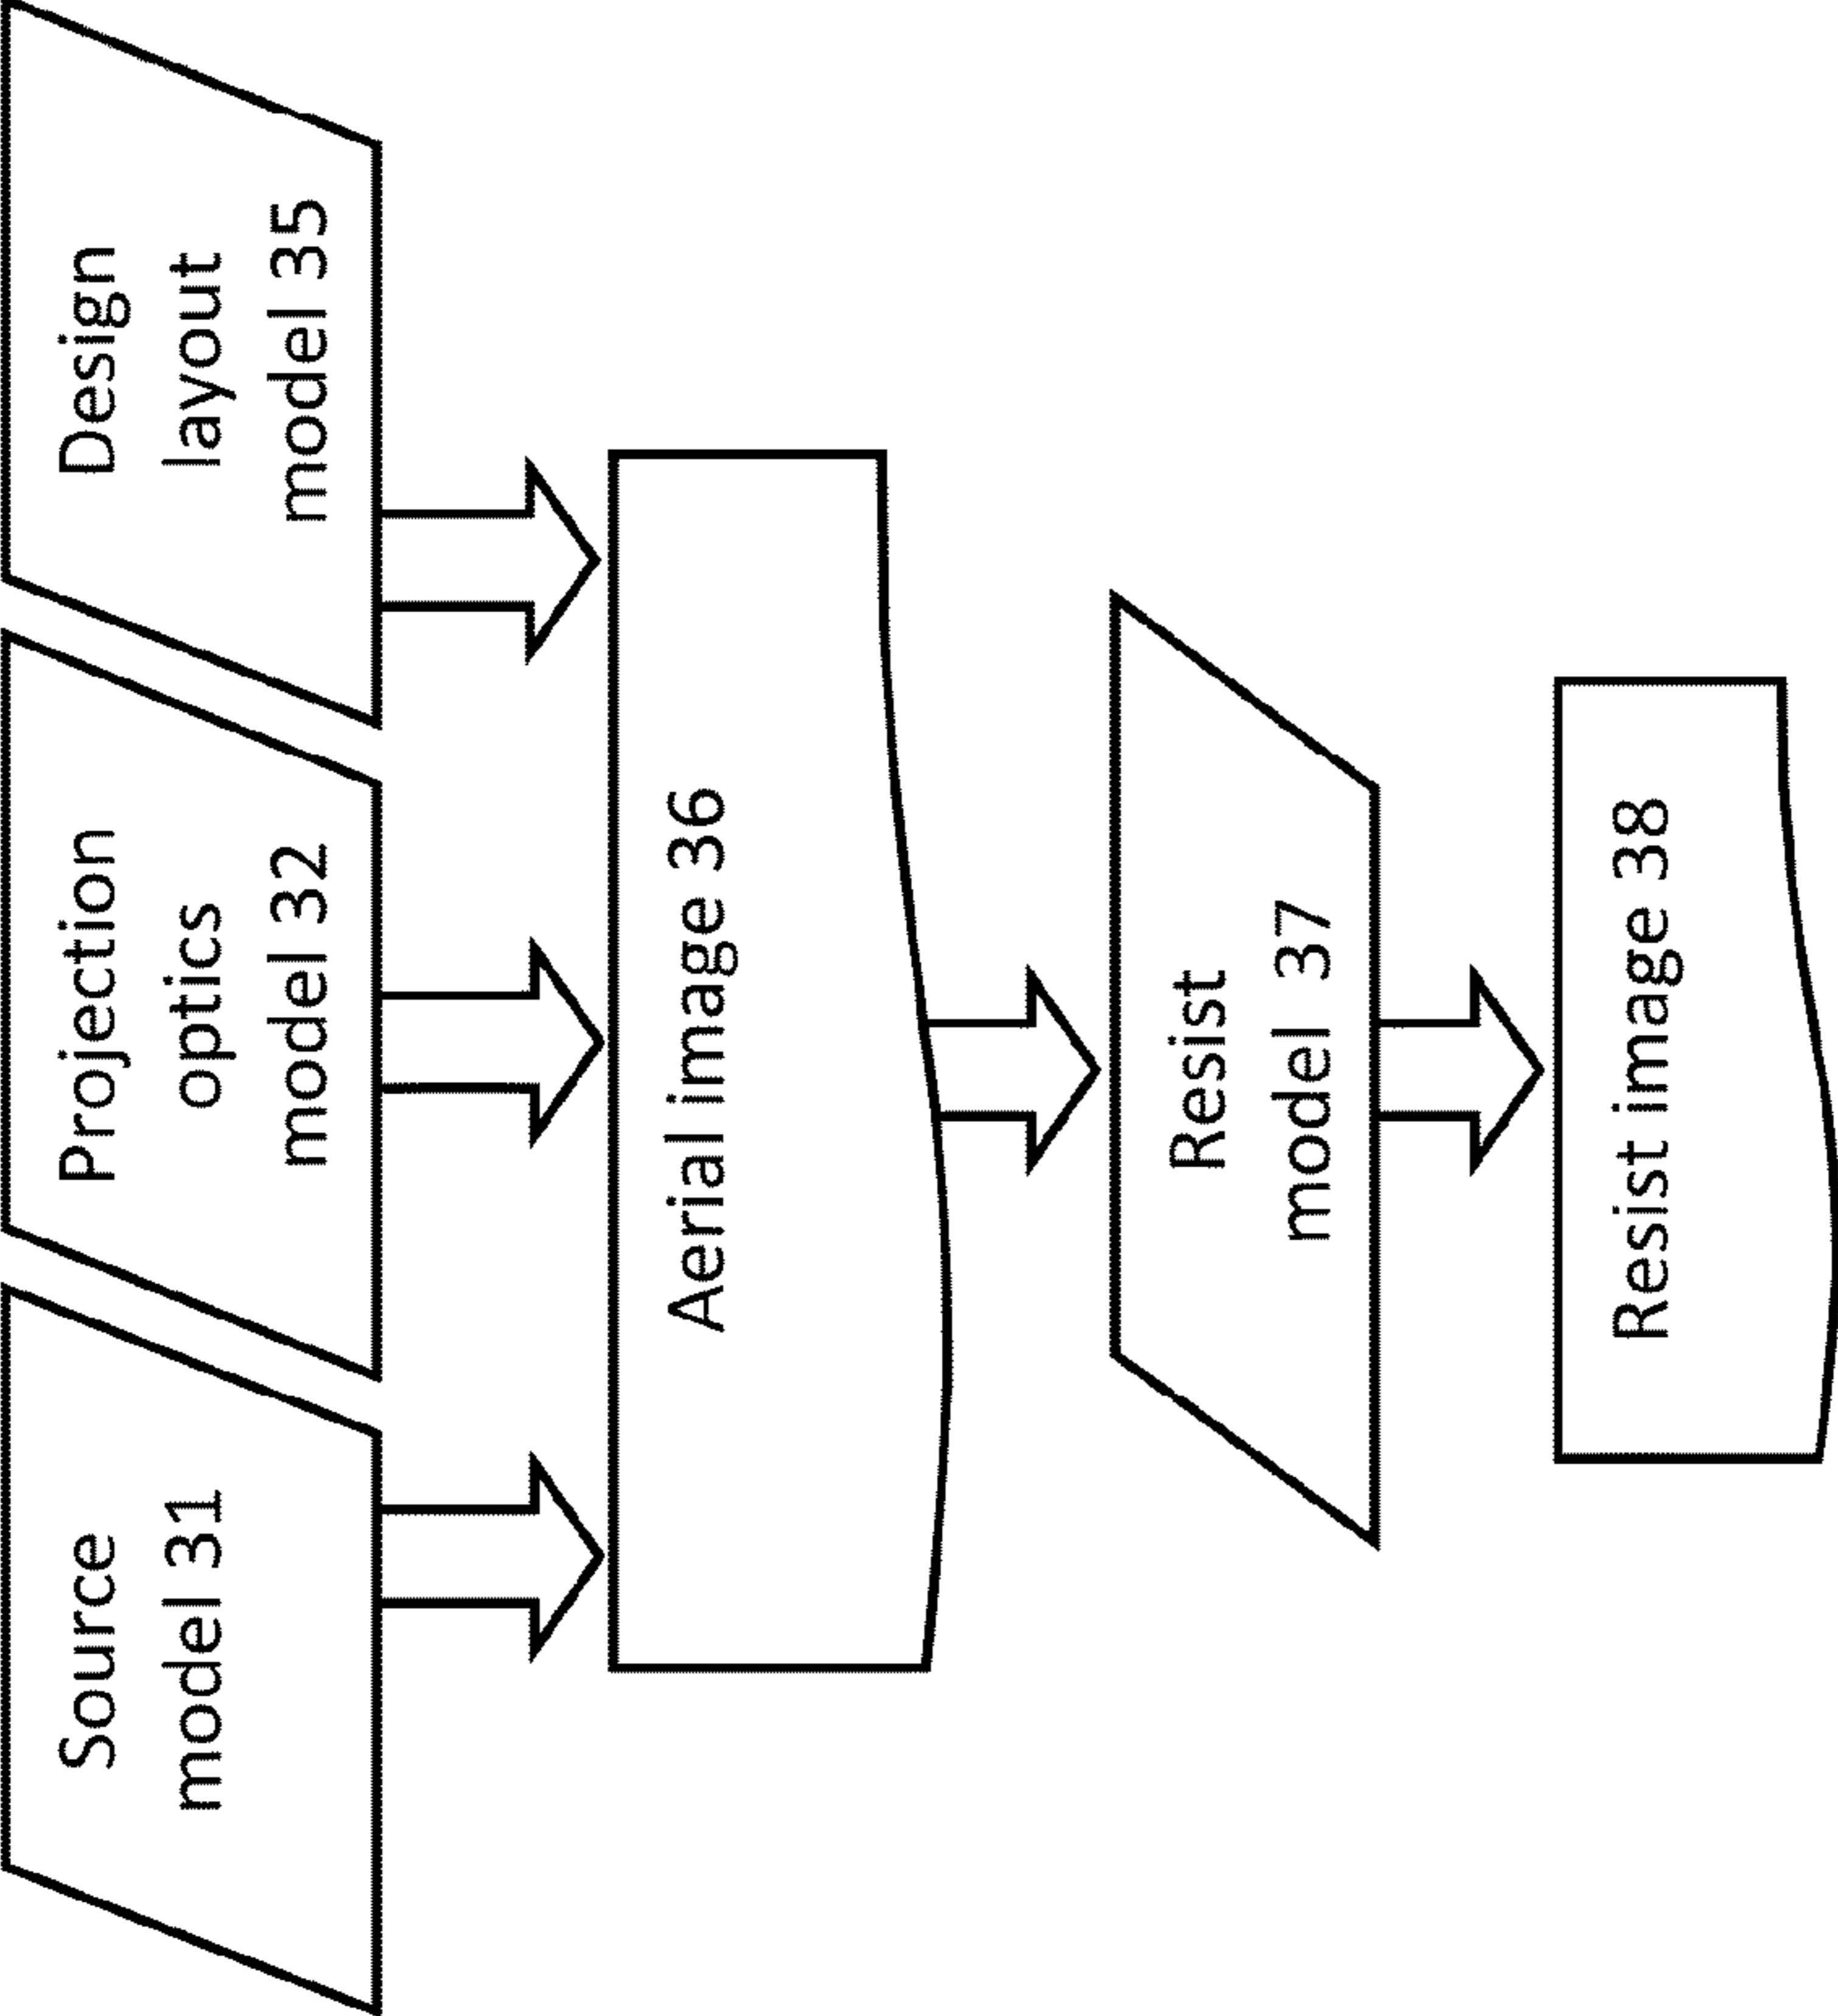 Source
model 31
Projection
optics
model 32
Design
layout
model 35
Aerial image 36
Resist
model 37
Resist image 38